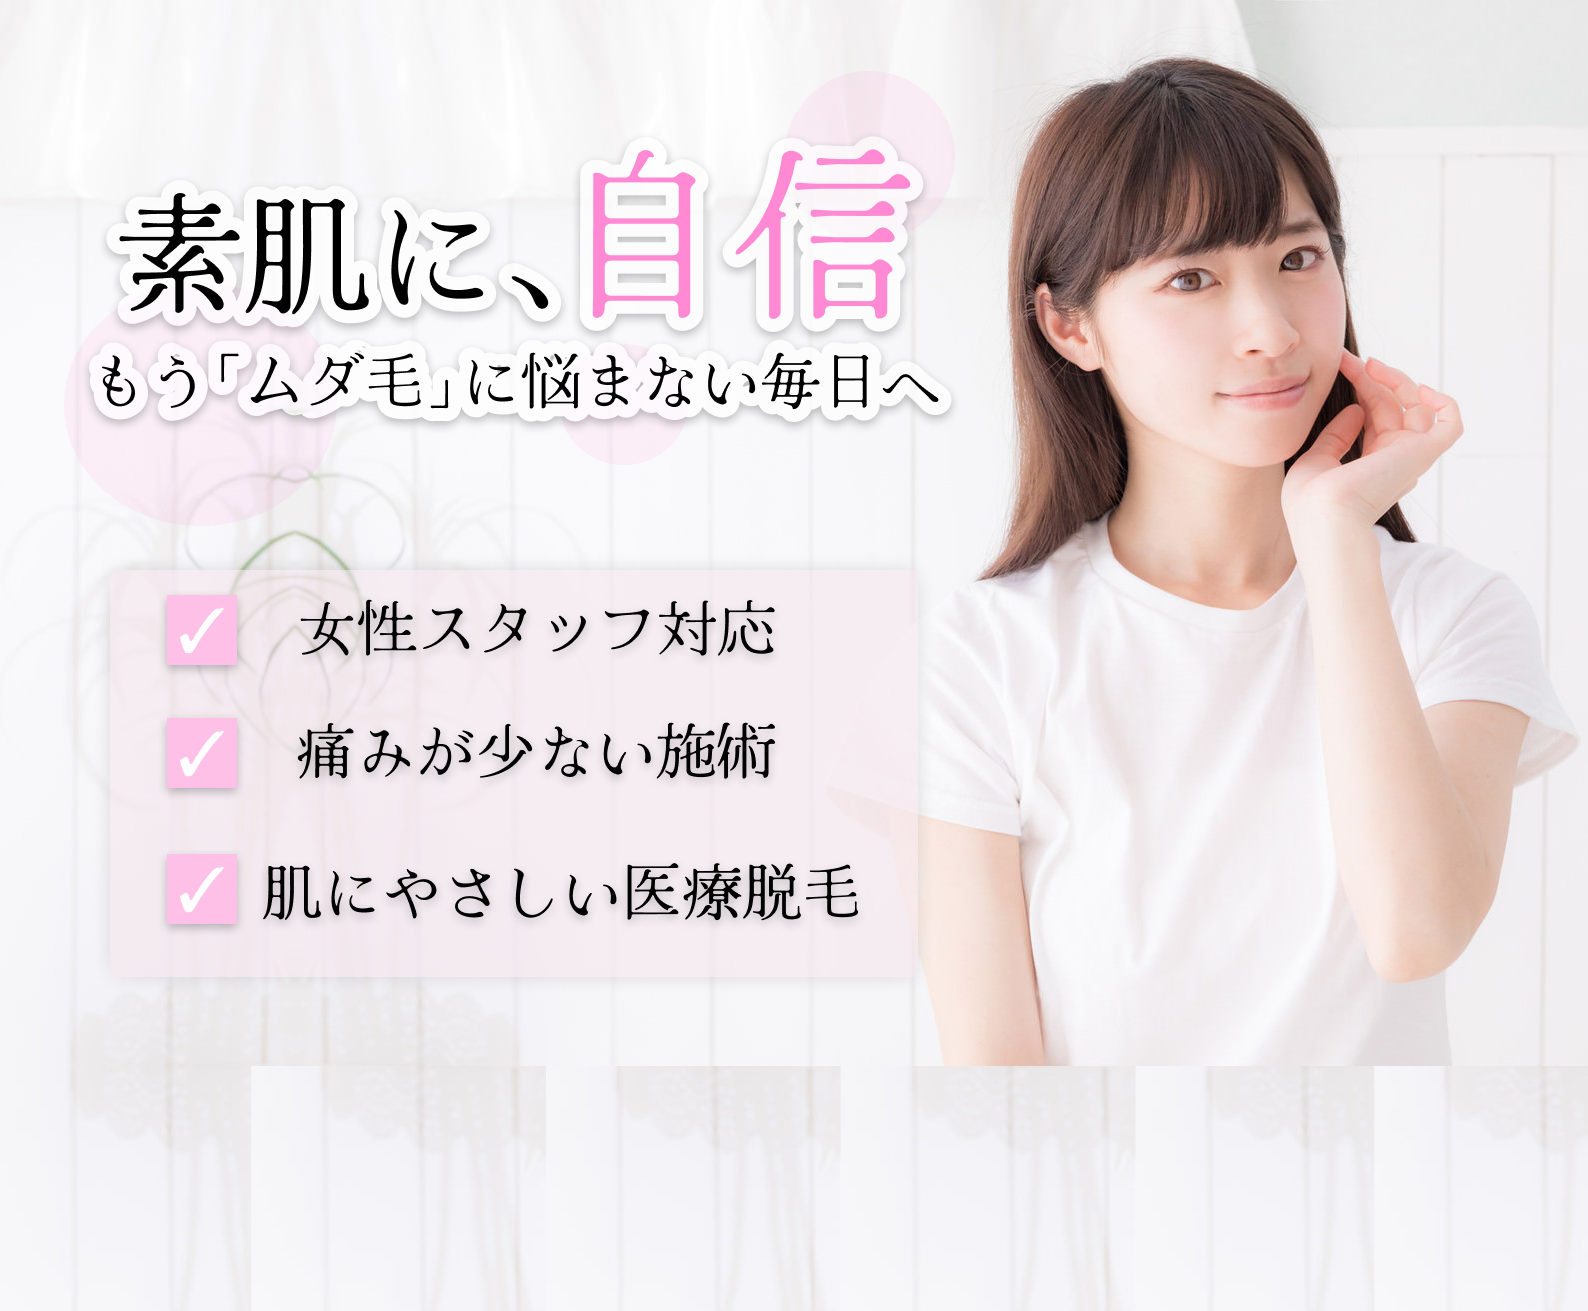 素肌に、自信
もう「ムダ毛」に悩まない毎日へ
✓ 女性スタッフ対応
✓ 痛みが少ない施術
✓ 肌にやさしい医療脱毛